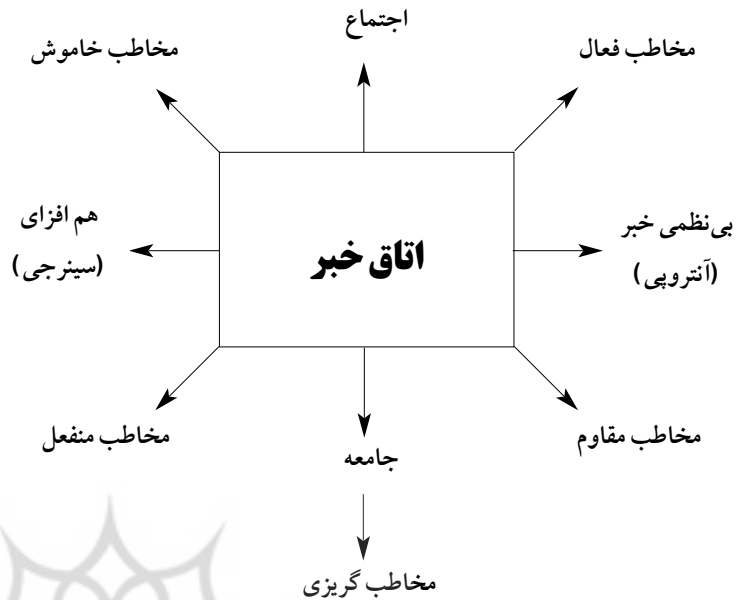 اجتماع
مخاطب فعال
مخاطب خاموش
بی‌نظمی خبر
(آنتروپی)
اتاق خبر
هم افزای
(سینرجی)
مخاطب مقاوم
جامعه
مخاطب منفعل
مخاطب گریزی